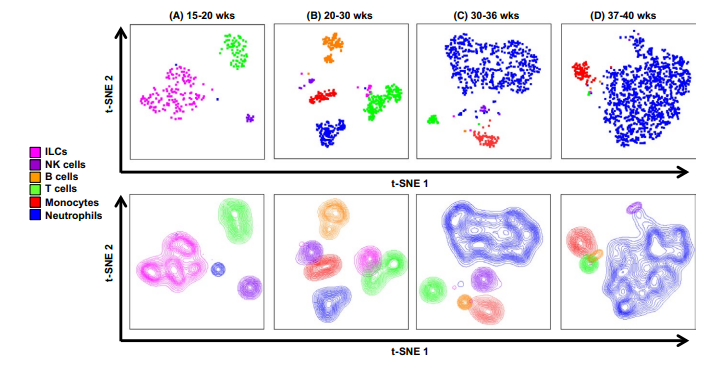 (A) 15-20 wks
(B) 20-30 wks
(C) 30-36 wks
(D) 37-40 wks
t-SNE 2
t-SNE 1
ILCs
NK cells
B cells
T cells
Monocytes
Neutrophils
t-SNE 2
t-SNE 1